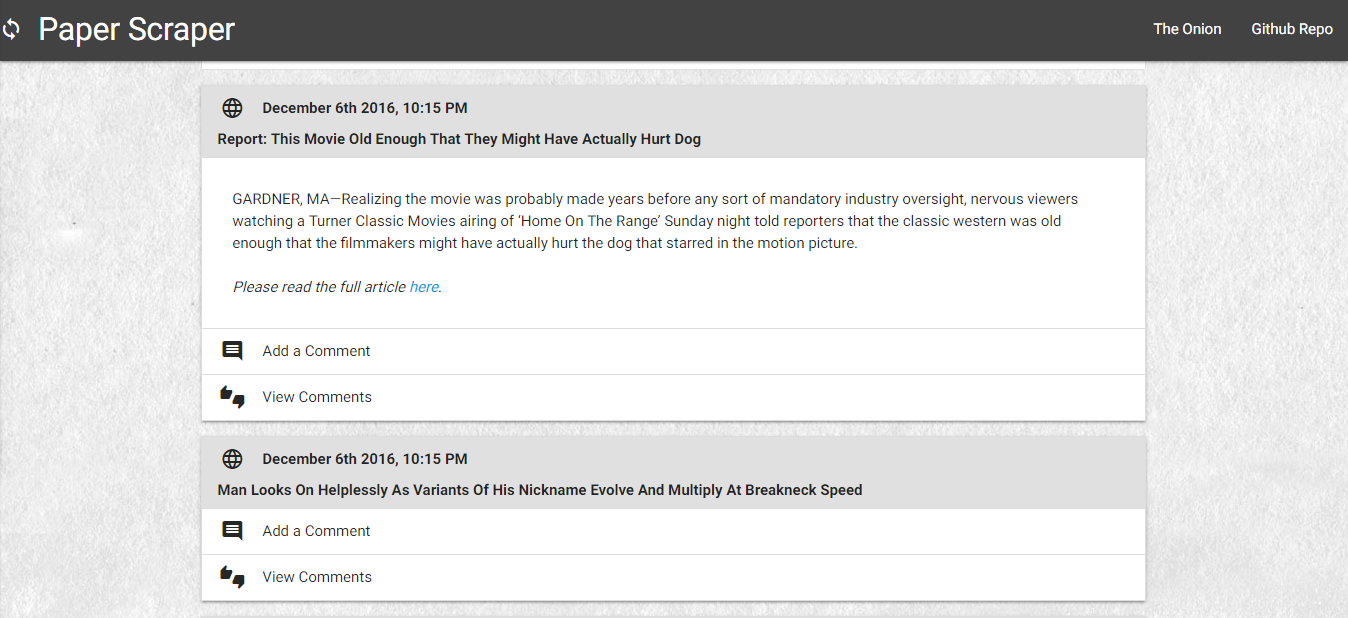 Paper Scraper
The Onion
Github Repo
December 6th 2016, 10:15 PM
Report: This Movie Old Enough That They Might Have Actually Hurt Dog
GARDNER, MA—Realizing the movie was probably made years before any sort of mandatory industry oversight, nervous viewers
watching a Turner Classic Movies airing of ‘Home On The Range’ Sunday night told reporters that the classic western was old
enough that the filmmakers might have actually hurt the dog that starred in the motion picture.
Please read the full article here.
Add a Comment
View Comments
December 6th 2016, 10:15 PM
Man Looks On Helplessly As Variants Of His Nickname Evolve And Multiply At Breakneck Speed
Add a Comment
View Comments